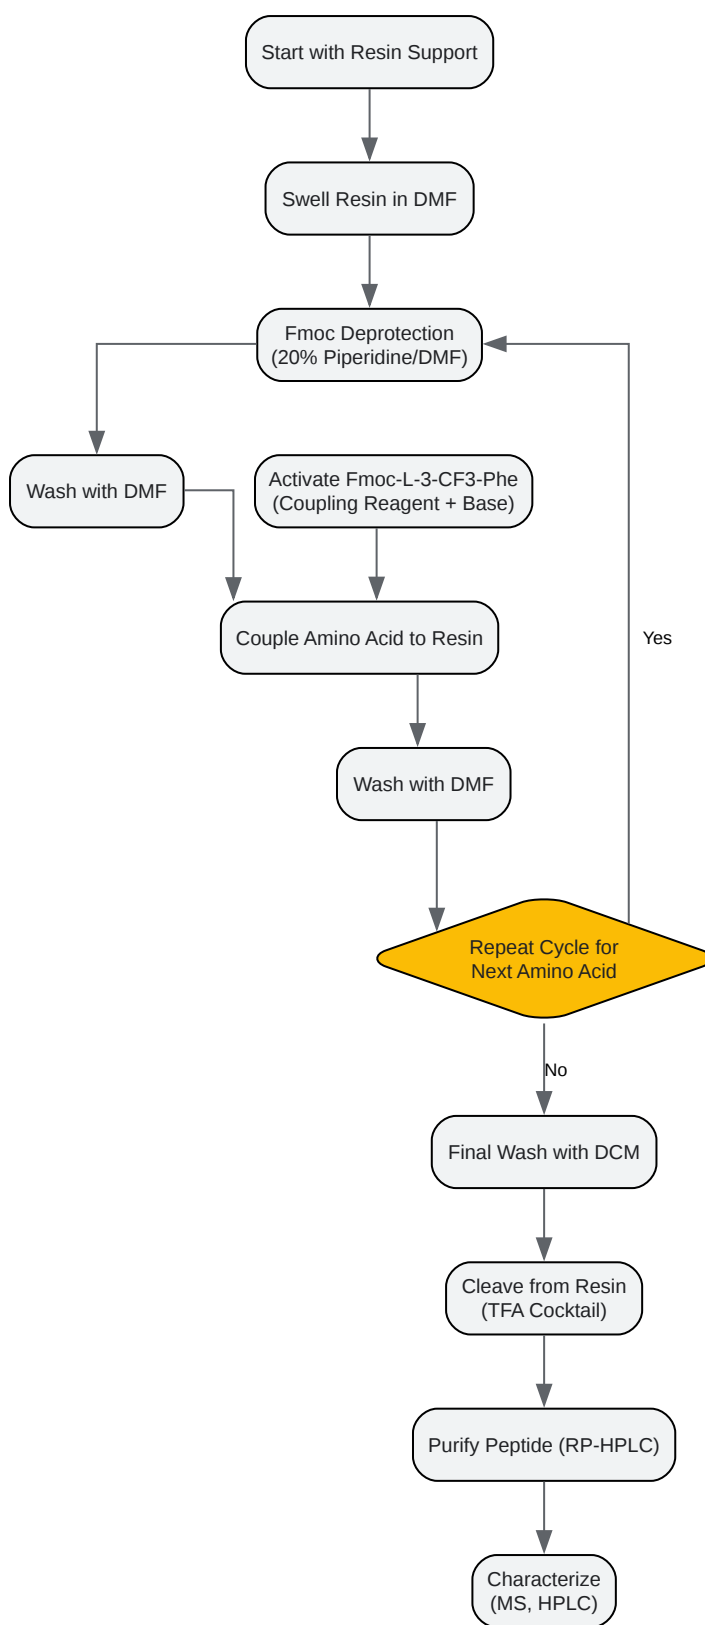 Start with Resin Support
Swell Resin in DMF
Fmoc Deprotection
(20% Piperidine/DMF)
Wash with DMF
Activate Fmoc-L-3-CF3-Phe
(Coupling Reagent + Base)
Couple Amino Acid to Resin
Yes
Wash with DMF
Repeat Cycle for
Next Amino Acid
No
Final Wash with DCM
Cleave from Resin
(TFA Cocktail)
Purify Peptide (RP-HPLC)
Characterize
(MS, HPLC)